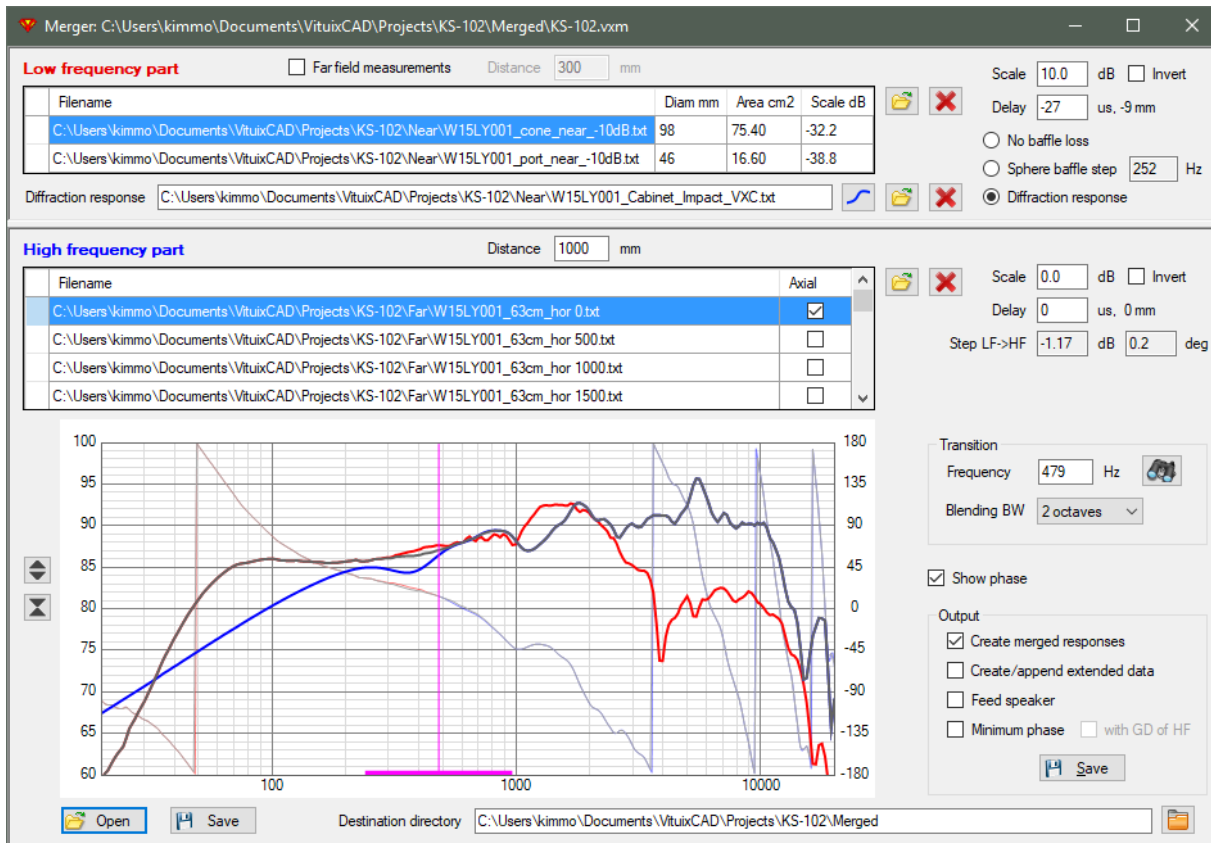 Merger: C:\Users\kimmo\Documents\VituixCAD\Projects\KS-102\Merged\KS-102.vxm
Low frequency part
Far field measurements
Distance 300 mm
Filename Diam mm Area cm2 Scale dB
C:\Users\kimmo\Documents\VituixCAD\Projects\KS-102\Near\W15LY001_cone_near_-10dB.txt 98 75.40 -32.2
C:\Users\kimmo\Documents\VituixCAD\Projects\KS-102\Near\W15LY001_port_near_-10dB.txt 46 16.60 -38.8
Diffraction response C:\Users\kimmo\Documents\VituixCAD\Projects\KS-102\Near\W15LY001_Cabinet_Impact_VXC.txt
Scale 10.0 dB Invert
Delay -27 us, -9 mm
No baffle loss
Sphere baffle step 252 Hz
Diffraction response
High frequency part
Distance 1000 mm
Filename Axial
C:\Users\kimmo\Documents\VituixCAD\Projects\KS-102\Far\W15LY001_63cm_hor 0.txt
C:\Users\kimmo\Documents\VituixCAD\Projects\KS-102\Far\W15LY001_63cm_hor 500.txt
C:\Users\kimmo\Documents\VituixCAD\Projects\KS-102\Far\W15LY001_63cm_hor 1000.txt
C:\Users\kimmo\Documents\VituixCAD\Projects\KS-102\Far\W15LY001_63cm_hor 1500.txt
Scale 0.0 dB Invert
Delay 0 us, 0 mm
Step LF->HF -1.17 dB 0.2 deg
100 180
95 135
90 90
85 45
80 0
75 -45
70 -90
65 -135
60 -180
100 1000 10000
Transition
Frequency 479 Hz
Blending BW 2 octaves
Show phase
Output
Create merged responses
Create/append extended data
Feed speaker
Minimum phase with GD of HF
Save
Open Save Destination directory C:\Users\kimmo\Documents\VituixCAD\Projects\KS-102\Merged